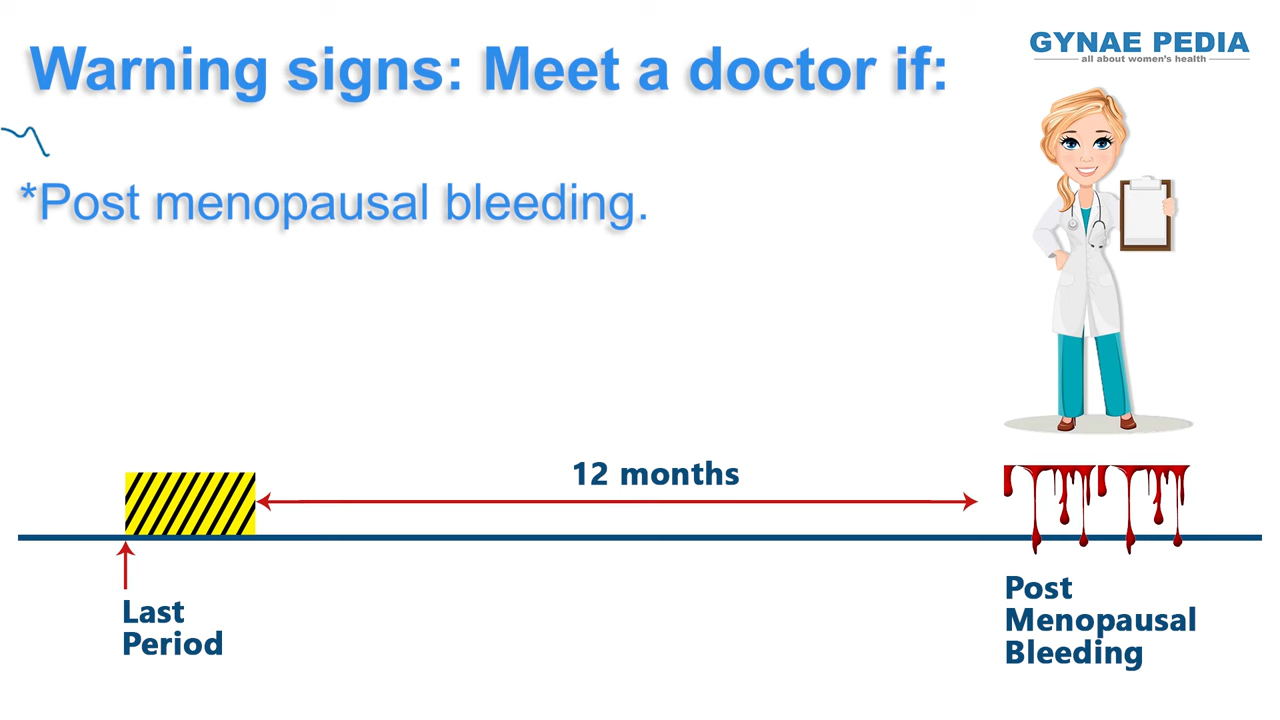 Warning signs: Meet a doctor if:
GYNAE PEDIA
all about women's health
*Post menopausal bleeding.
12 months
Last
Period
Post
Menopausal
Bleeding